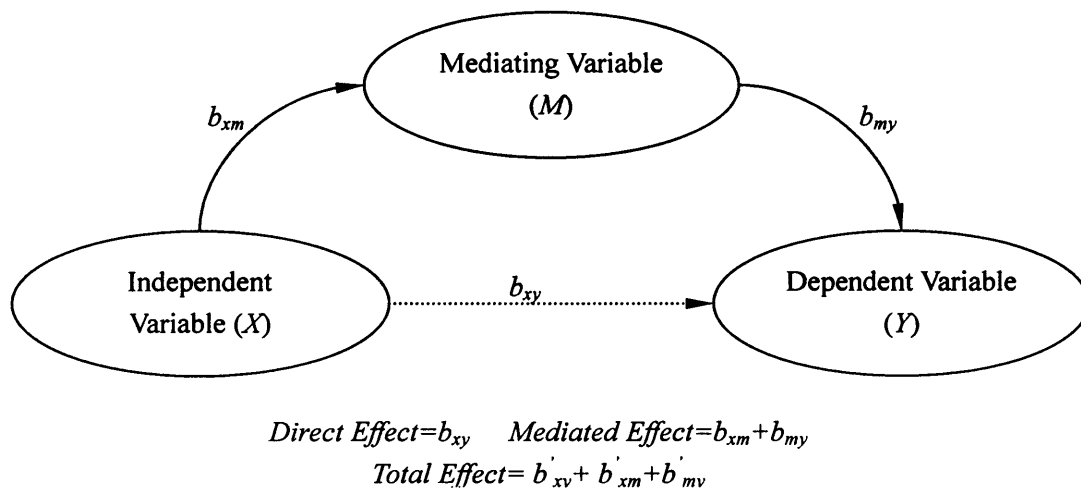 Mediating Variable
(M)
b_xm
b_my
Independent
Variable (X)
b_xy
Dependent Variable
(Y)
Direct Effect=b_xy Mediated Effect=b_xm+b_my
Total Effect= b'_xy+ b'_xm+b'_my